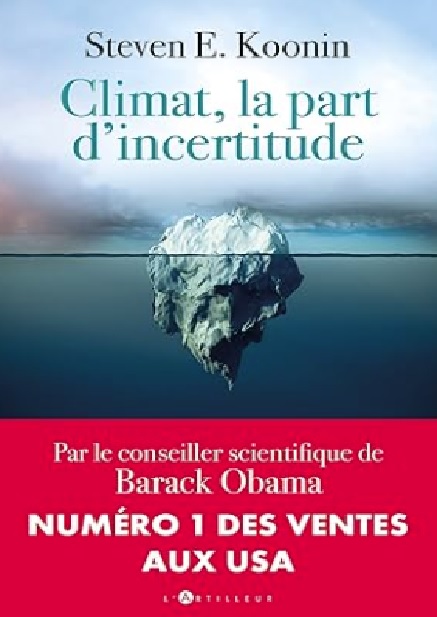 Steven E. Koonin
Climat, la part
d'incertitude
Par le conseiller scientifique de
Barack Obama
NUMÉRO 1 DES VENTES
AUX USA
L'ARTILLEUR